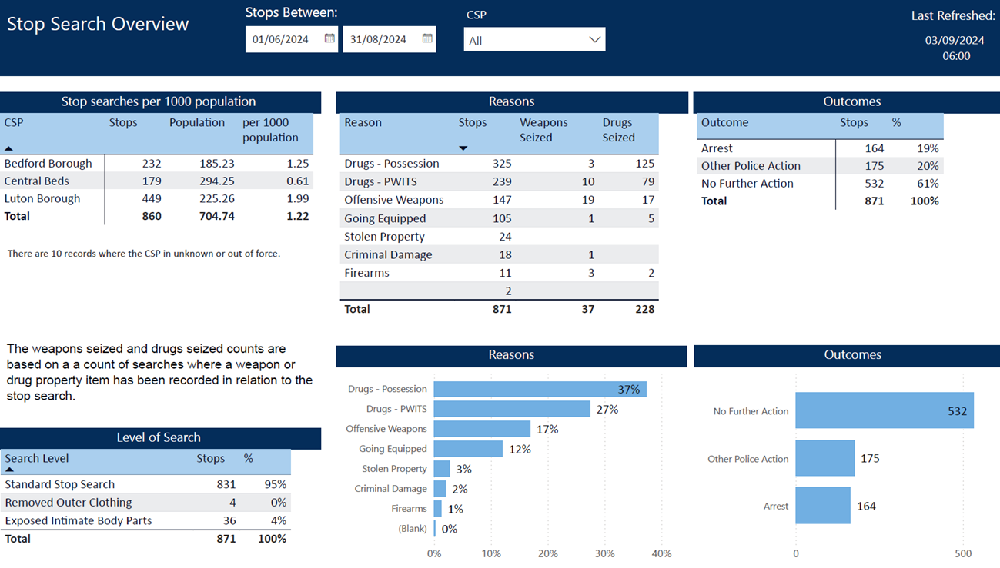 Stop Search Overview
Stops Between:
01/06/2024
31/08/2024
CSP
All
Last Refreshed:
03/09/2024
06:00
Stop searches per 1000 population
CSP Stops Population per 1000
population
Bedford Borough 232 185.23 1.25
Central Beds 179 294.25 0.61
Luton Borough 449 225.26 1.99
Total 860 704.74 1.22
There are 10 records where the CSP in unknown or out of force.
The weapons seized and drugs seized counts are
based on a a count of searches where a weapon or
drug property item has been recorded in relation to the
stop search.
Level of Search
Search Level Stops %
Standard Stop Search 831 95%
Removed Outer Clothing 4 0%
Exposed Intimate Body Parts 36 4%
Total 871 100%
Reasons
Reason Stops Weapons Drugs
Seized Seized
Drugs - Possession 325 3 125
Drugs - PWITS 239 10 79
Offensive Weapons 147 19 17
Going Equipped 105 1 5
Stolen Property 24
Criminal Damage 18 1
Firearms 11 3 2
2
Total 871 37 228
Reasons
Drugs - Possession 37%
Drugs - PWITS 27%
Offensive Weapons 17%
Going Equipped 12%
Stolen Property 3%
Criminal Damage 2%
Firearms 1%
(Blank) 0%
0% 10% 20% 30% 40%
Outcomes
Outcome Stops %
Arrest 164 19%
Other Police Action 175 20%
No Further Action 532 61%
Total 871 100%
Outcomes
No Further Action 532
Other Police Action 175
Arrest 164
0 500